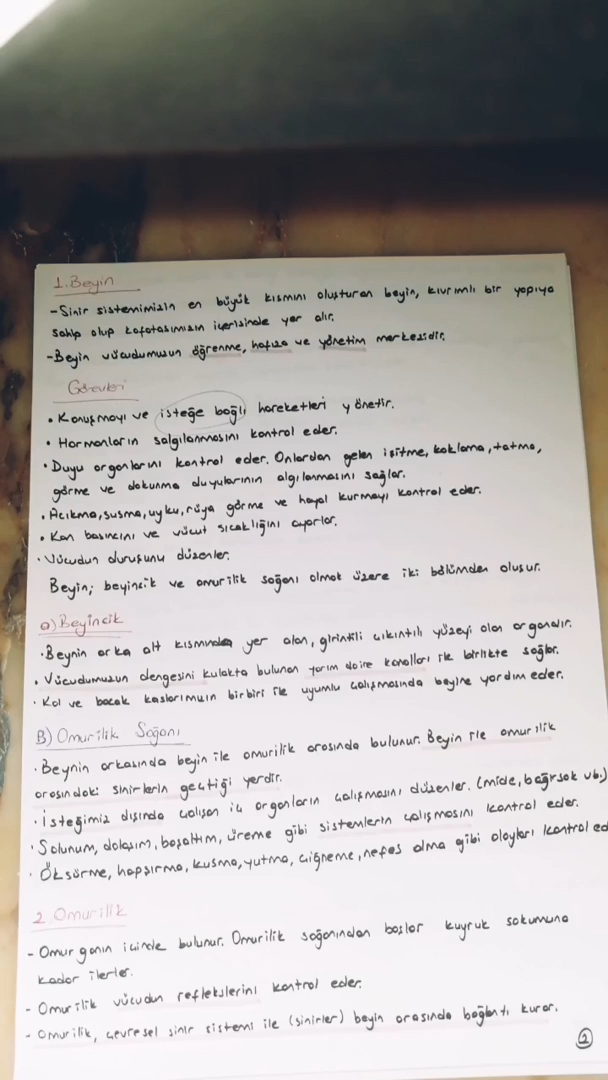 1. Beyin
- Sinir sistemimizin en büyük kısmını oluşturan beyin, kıvrımlı bir yapıya
sahip olup kafatasımızın içerisinde yer alır.
- Beyin vücudumuzun öğrenme, hafıza ve yönetim merkezidir.
Görevleri
• Konuşmayı ve isteğe bağlı hareketleri yönetir.
• Hormonların salgılanmasını kontrol eder.
• Duyu organlarını kontrol eder. Onlardan gelen işitme, koklama, tatma,
görme ve dokunma duyularının algılanmasını sağlar.
• Acıkma, susma, uyku, rüya görme ve hayal kurmayı kontrol eder.
• Kan basıncını ve vücut sıcaklığını ayarlar.
• Vücudun duruşunu düzenler.
Beyin; beyincik ve omurilik soğanı olmak üzere iki bölümden oluşur.
a) Beyincik
• Beynin arka alt kısmında yer alan, girintili çıkıntılı yüzeyi olan organdır.
• Vücudumuzun dengesini kulakta bulunan yarım daire kanalları ile birlikte sağlar.
• Kol ve bacak kaslarımızın birbiri ile uyumlu çalışmasında beyine yardım eder.
B) Omurilik Soğanı
• Beynin arkasında beyin ile omurilik arasında bulunur. Beyin ile omurilik
arasındaki sinirlerin geçtiği yerdir.
• İsteğimiz dışında çalışan iç organların çalışmasını düzenler. (mide, bağırsak vb.)
• Solunum, dolaşım, boşaltım, üreme gibi sistemlerin çalışmasını kontrol eder.
• Öksürme, hapşırma, kusma, yutma, çiğneme, nefes alma gibi olayları kontrol ed
2. Omurilik
- Omurganın içinde bulunur. Omurilik soğanından başlar kuyruk sokumuna
kadar ilerler.
- Omurilik vücudun reflekslerini kontrol eder.
- Omurilik, çevresel sinir sistemi ile (sinirler) beyin arasında bağlantı kurar.
2